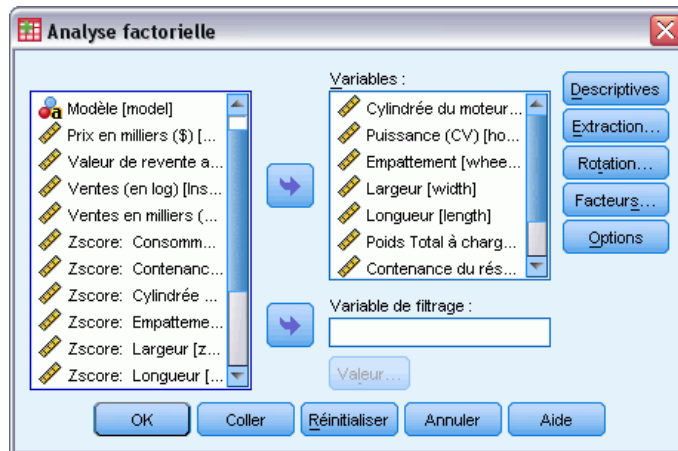 Analyse factorielle
Modèle [model]
Prix en milliers ($) [...
Valeur de revente a...
Ventes (en log) [lns...
Ventes en milliers (...
Zscore: Consomm...
Zscore: Contenanc...
Zscore: Cylindrée ...
Zscore: Empatteme...
Zscore: Largeur [z...
Zscore: Longueur [...
Variables :
Cylindrée du moteur...
Puissance (CV) [ho...
Empattement [whee...
Largeur [width]
Longueur [length]
Poids Total à charg...
Contenance du rés...
Variable de filtrage :
Valeur...
Descriptives
Extraction...
Rotation...
Facteurs...
Options
OK
Coller
Réinitialiser
Annuler
Aide